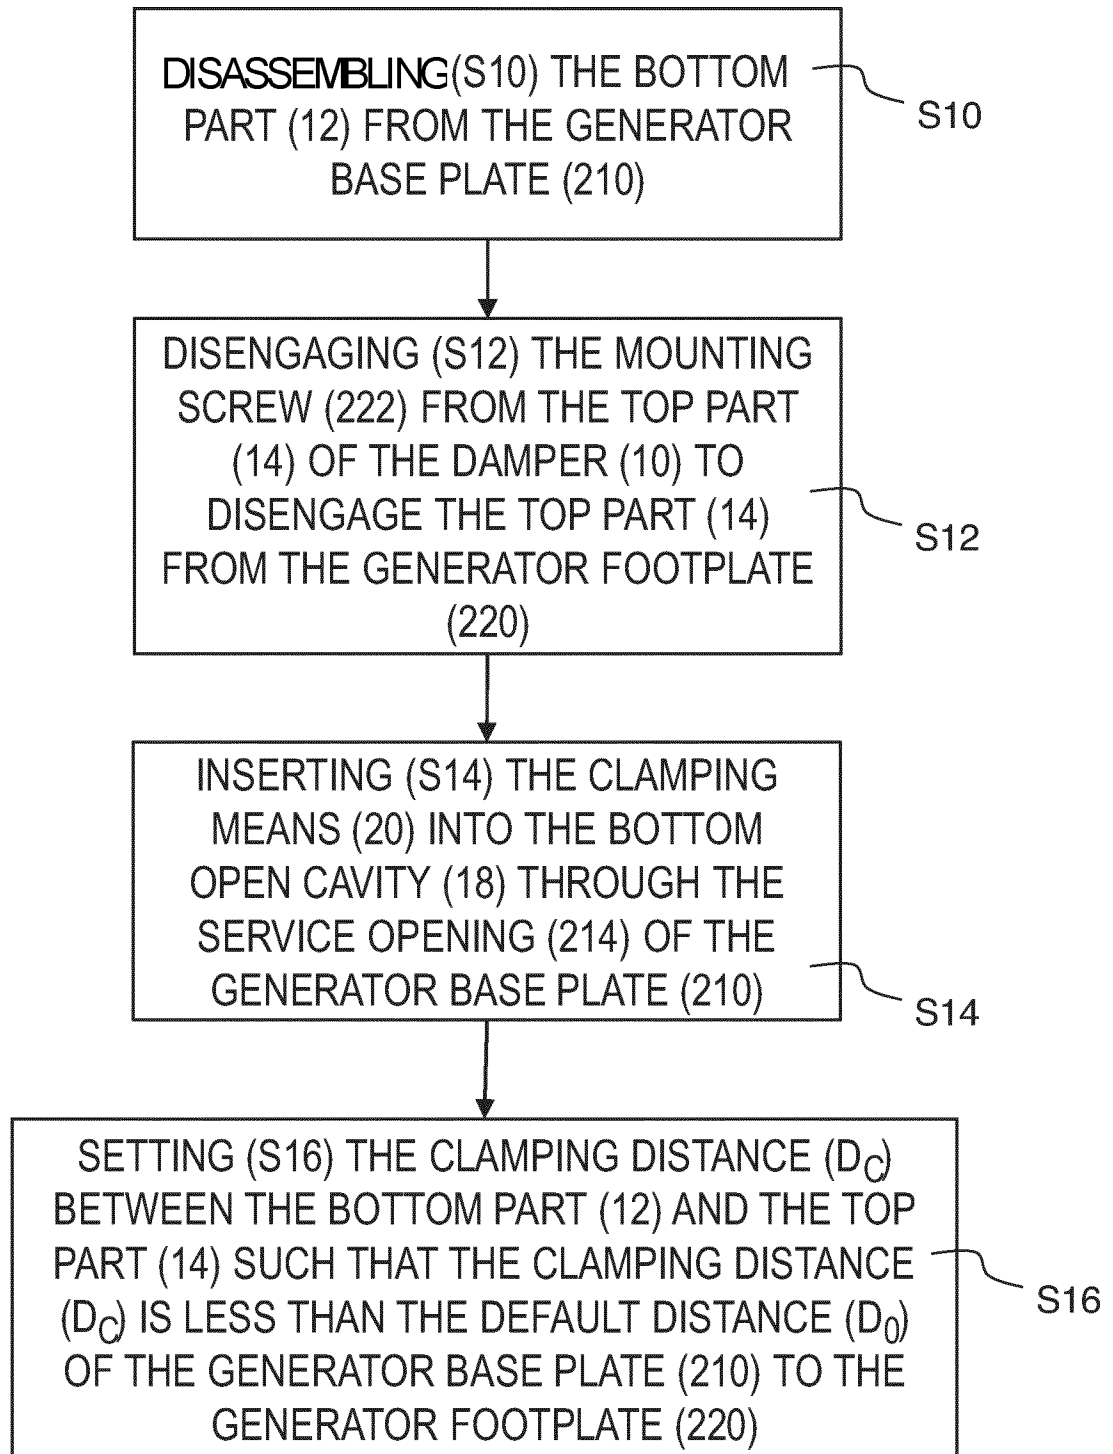 DISASSEMBLING (S10) THE BOTTOM
PART (12) FROM THE GENERATOR
BASE PLATE (210)
S10
DISENGAGING (S12) THE MOUNTING
SCREW (222) FROM THE TOP PART
(14) OF THE DAMPER (10) TO
DISENGAGE THE TOP PART (14)
FROM THE GENERATOR FOOTPLATE
(220)
S12
INSERTING (S14) THE CLAMPING
MEANS (20) INTO THE BOTTOM
OPEN CAVITY (18) THROUGH THE
SERVICE OPENING (214) OF THE
GENERATOR BASE PLATE (210)
S14
SETTING (S16) THE CLAMPING DISTANCE (DC)
BETWEEN THE BOTTOM PART (12) AND THE TOP
PART (14) SUCH THAT THE CLAMPING DISTANCE
(DC) IS LESS THAN THE DEFAULT DISTANCE (D0)
OF THE GENERATOR BASE PLATE (210) TO THE
GENERATOR FOOTPLATE (220)
S16